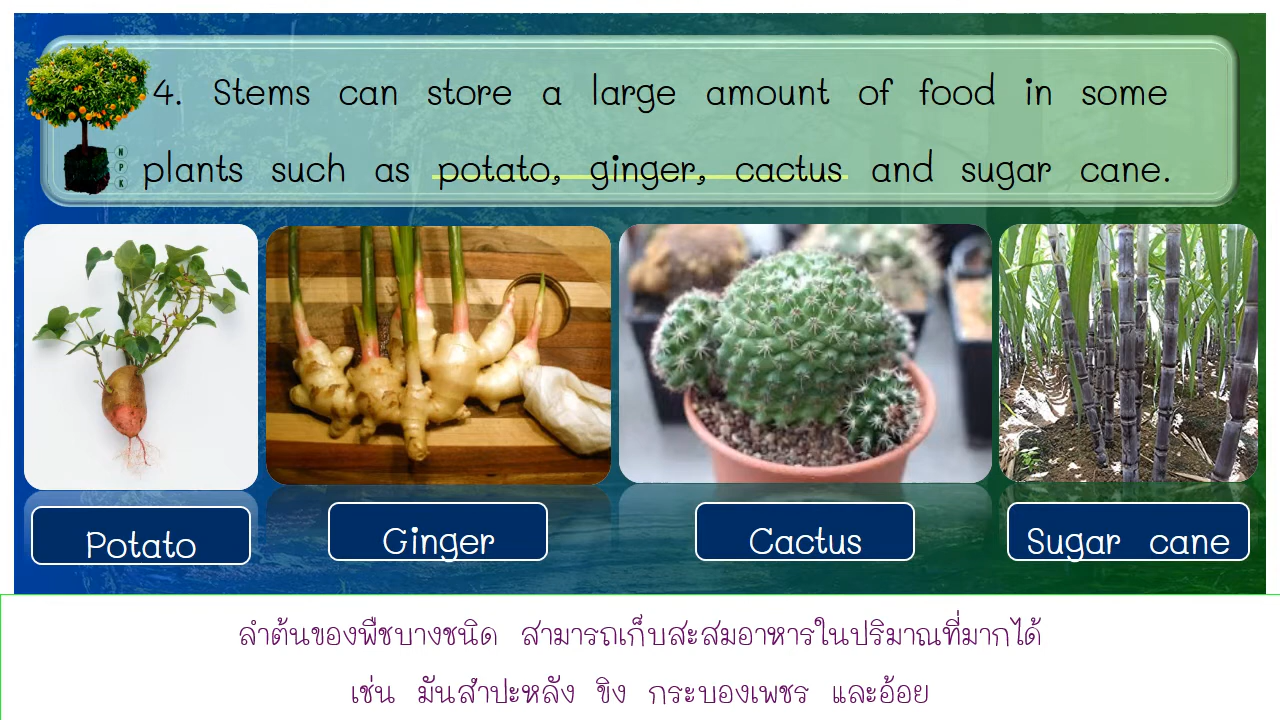 4. Stems can store a large amount of food in some
plants such as potato, ginger, cactus and sugar cane.
N
P
K
Potato
Ginger
Cactus
Sugar cane
ลำต้นของพืชบางชนิด สามารถเก็บสะสมอาหารในปริมาณที่มากได้
เช่น มันสำปะหลัง ขิง กระบองเพชร และอ้อย